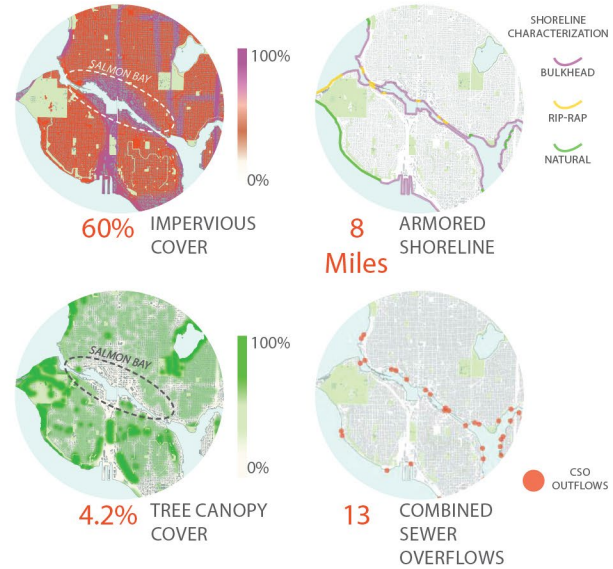 SALMON BAY
100%
0%
60%
IMPERVIOUS
COVER
SHORELINE
CHARACTERIZATION
BULKHEAD
RIP-RAP
NATURAL
8
Miles
ARMORED
SHORELINE
SALMON BAY
100%
0%
4.2%
TREE CANOPY
COVER
CSO
OUTFLOWS
13
COMBINED
SEWER
OVERFLOWS